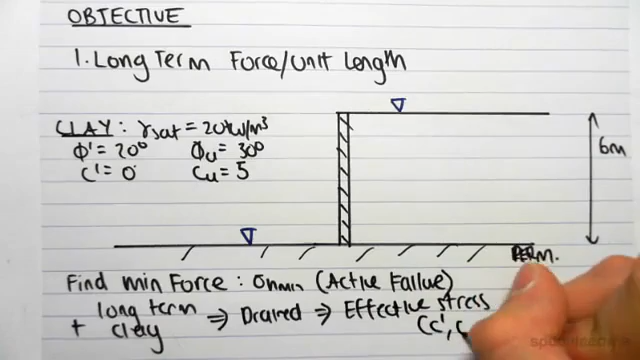 OBJECTIVE
1. Long Term Force/Unit Length
CLAY: γsat = 20kN/m³
Φ' = 20° Φu = 30°
C' = 0 Cu = 5
6m
PERM.
Find min Force: σhmin (Active Failure)
+ long term clay ⇒ Drained ⇒ Effective stress
(c',